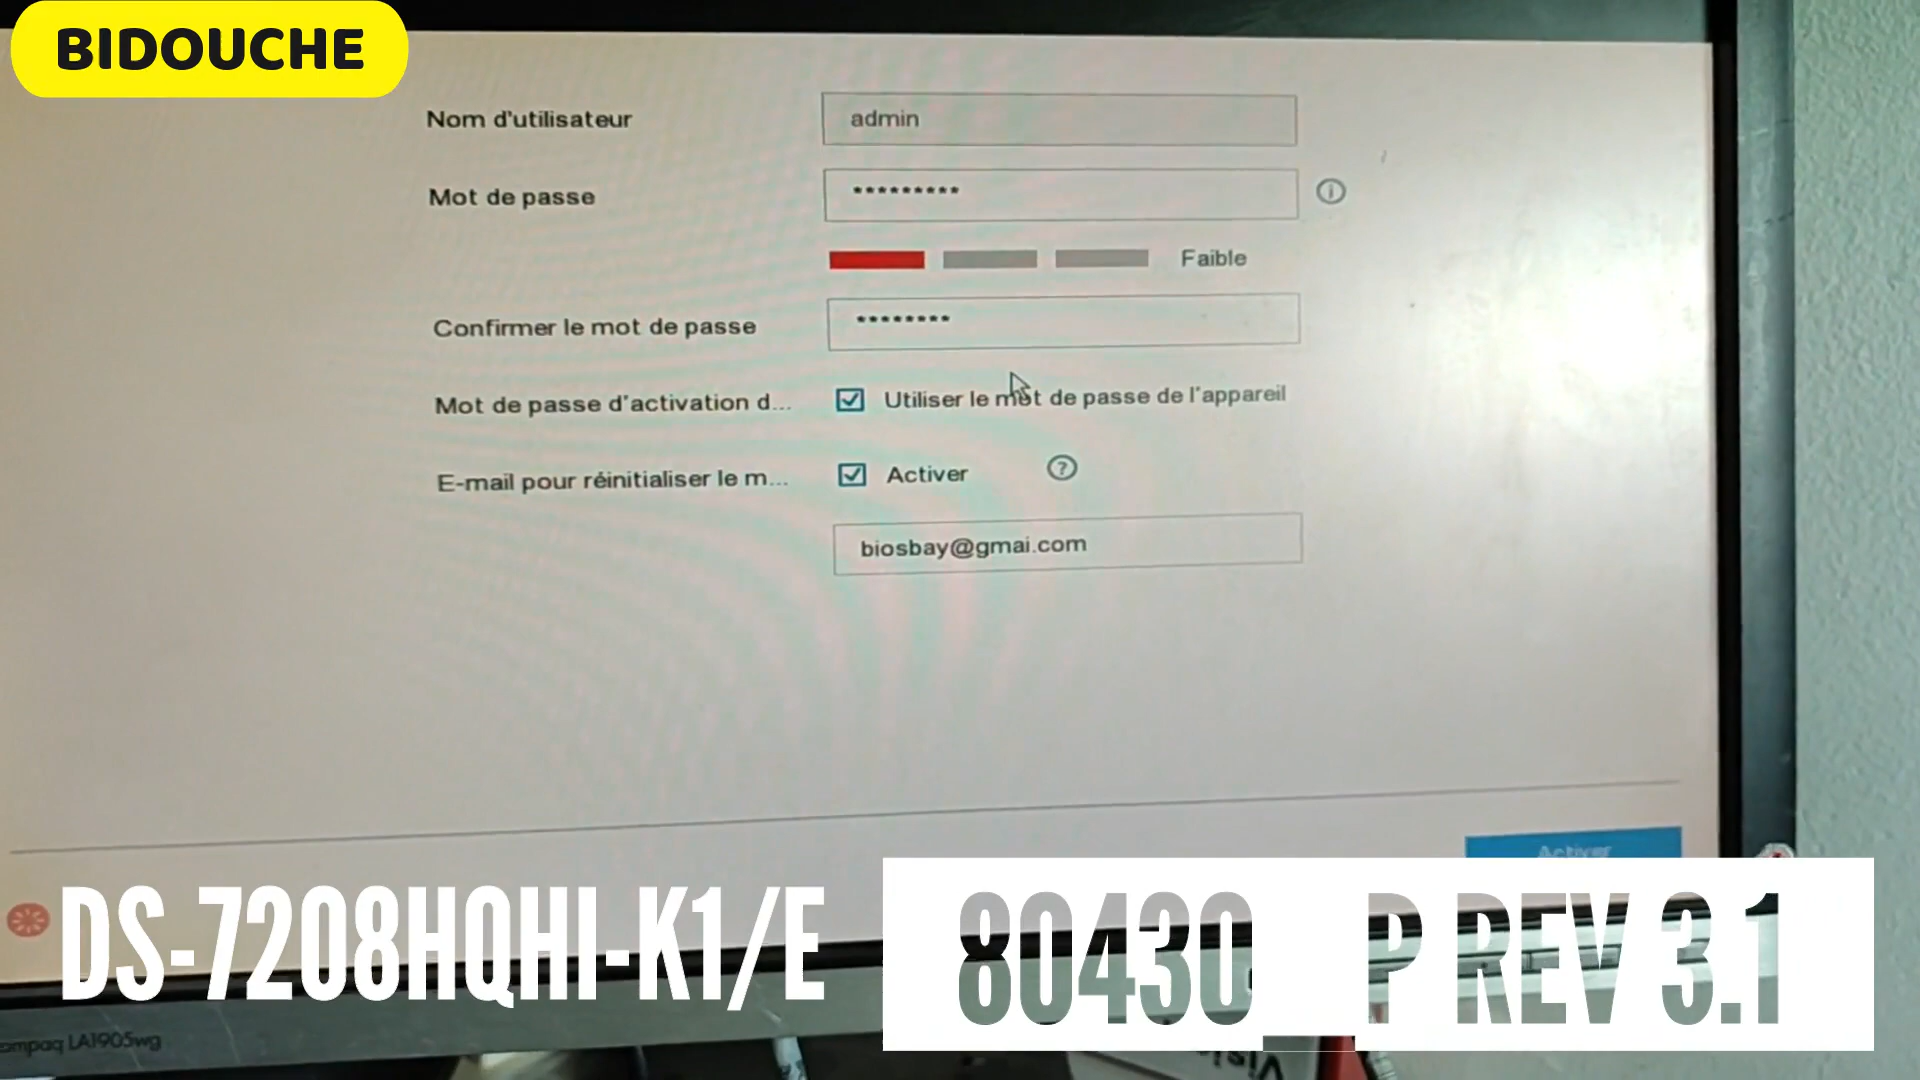 BIDOUCHE
Nom d'utilisateur
admin
Mot de passe
*********
Faible
Confirmer le mot de passe
********
Mot de passe d'activation d...
Utiliser le mot de passe de l'appareil
E-mail pour réinitialiser le m...
Activer
biosbay@gmai.com
Activer
DS-7208HQHI-K1/E
80430_P REV 3.1
ompaq LA1905wg